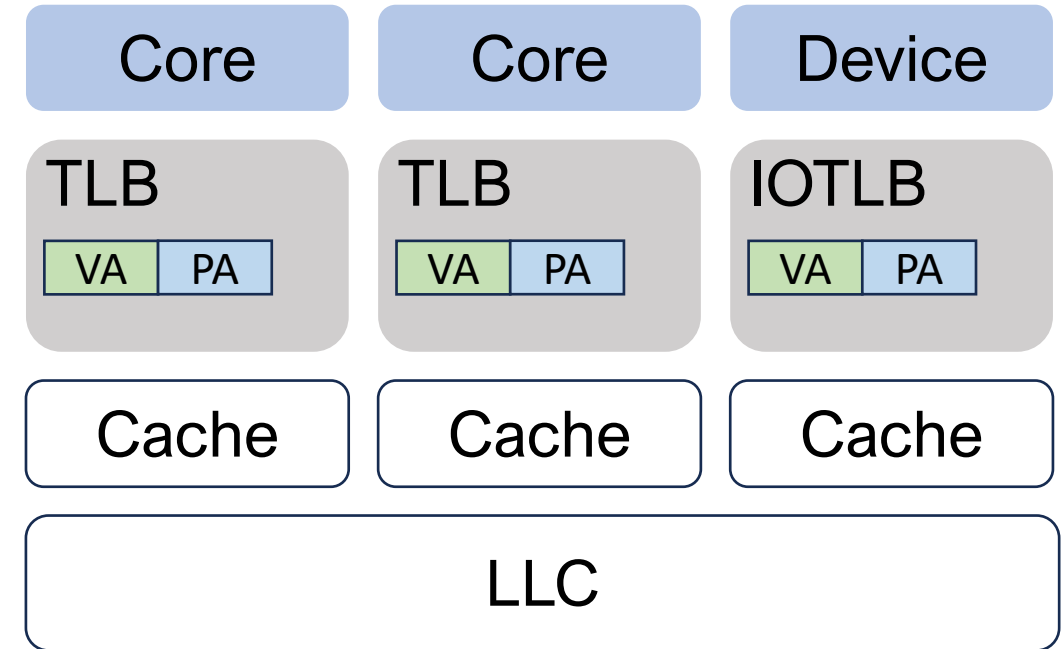 Core Core Device
TLB TLB IOTLB
VA PA VA PA VA PA
Cache Cache Cache
LLC